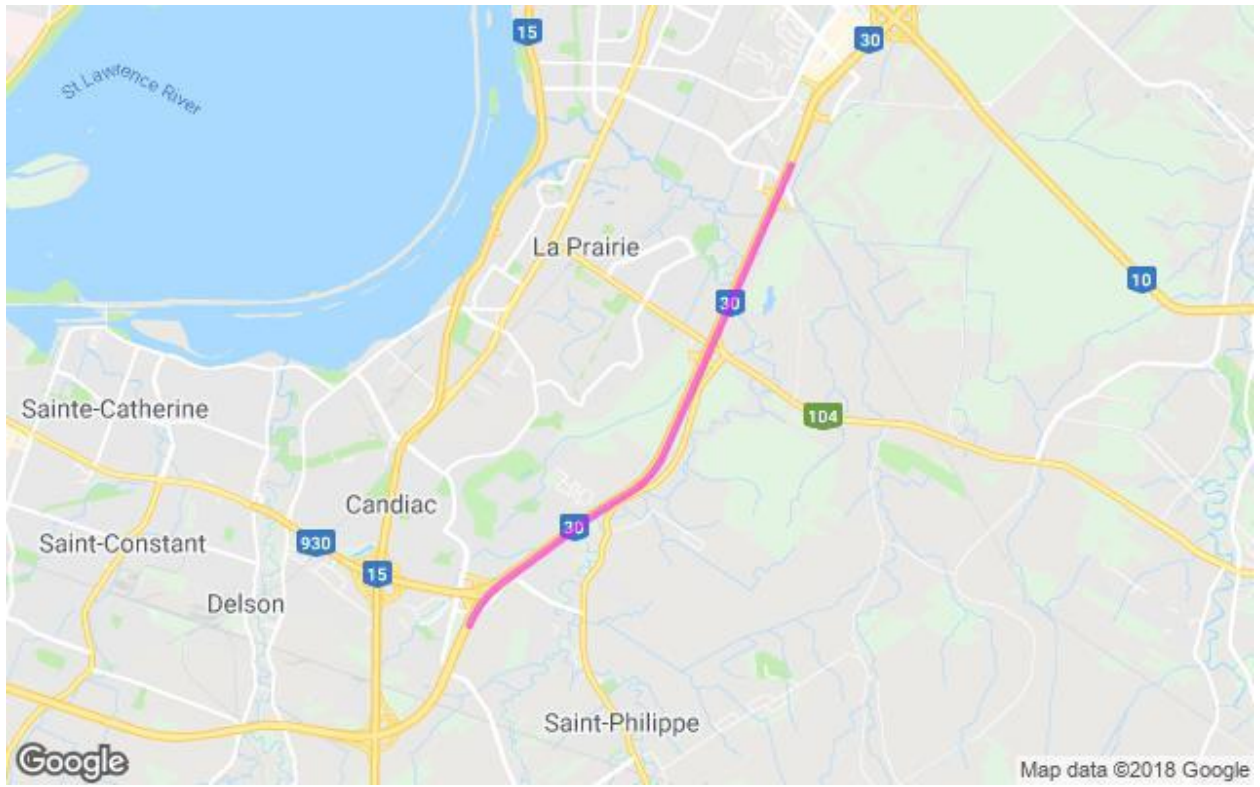 15
30
St Lawrence River
La Prairie
10
30
Sainte-Catherine
104
Candiac
30
930
Saint-Constant
15
Delson
Saint-Philippe
Google
Map data ©2018 Google